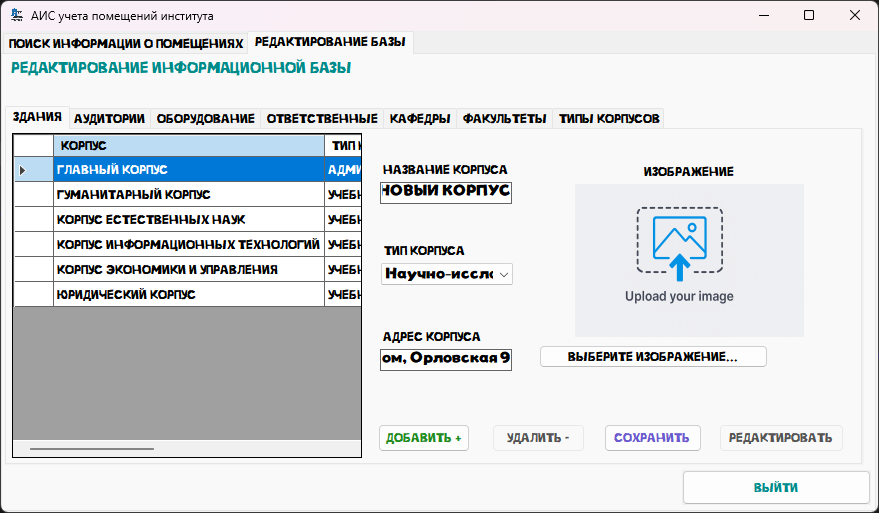 АИС учета помещений института
ПОИСК ИНФОРМАЦИИ О ПОМЕЩЕНИЯХ РЕДАКТИРОВАНИЕ БАЗЫ
РЕДАКТИРОВАНИЕ ИНФОРМАЦИОННОЙ БАЗЫ
ЗДАНИЯ АУДИТОРИИ ОБОРУДОВАНИЕ ОТВЕТСТВЕННЫЕ КАФЕДРЫ ФАКУЛЬТЕТЫ ТИПЫ КОРПУСОВ
КОРПУС ТИП
ГЛАВНЫЙ КОРПУС АДМИ
ГУМАНИТАРНЫЙ КОРПУС УЧЕБН
КОРПУС ЕСТЕСТВЕННЫХ НАУК УЧЕБН
КОРПУС ИНФОРМАЦИОННЫХ ТЕХНОЛОГИЙ УЧЕБН
КОРПУС ЭКОНОМИКИ И УПРАВЛЕНИЯ УЧЕБН
ЮРИДИЧЕСКИЙ КОРПУС УЧЕБН
НАЗВАНИЕ КОРПУСА
НОВЫЙ КОРПУС
ТИП КОРПУСА
Научно-иссл
АДРЕС КОРПУСА
ом, Орловская 9
ИЗОБРАЖЕНИЕ
Upload your image
ВЫБЕРИТЕ ИЗОБРАЖЕНИЕ...
ДОБАВИТЬ + УДАЛИТЬ - СОХРАНИТЬ РЕДАКТИРОВАТЬ
ВЫЙТИ